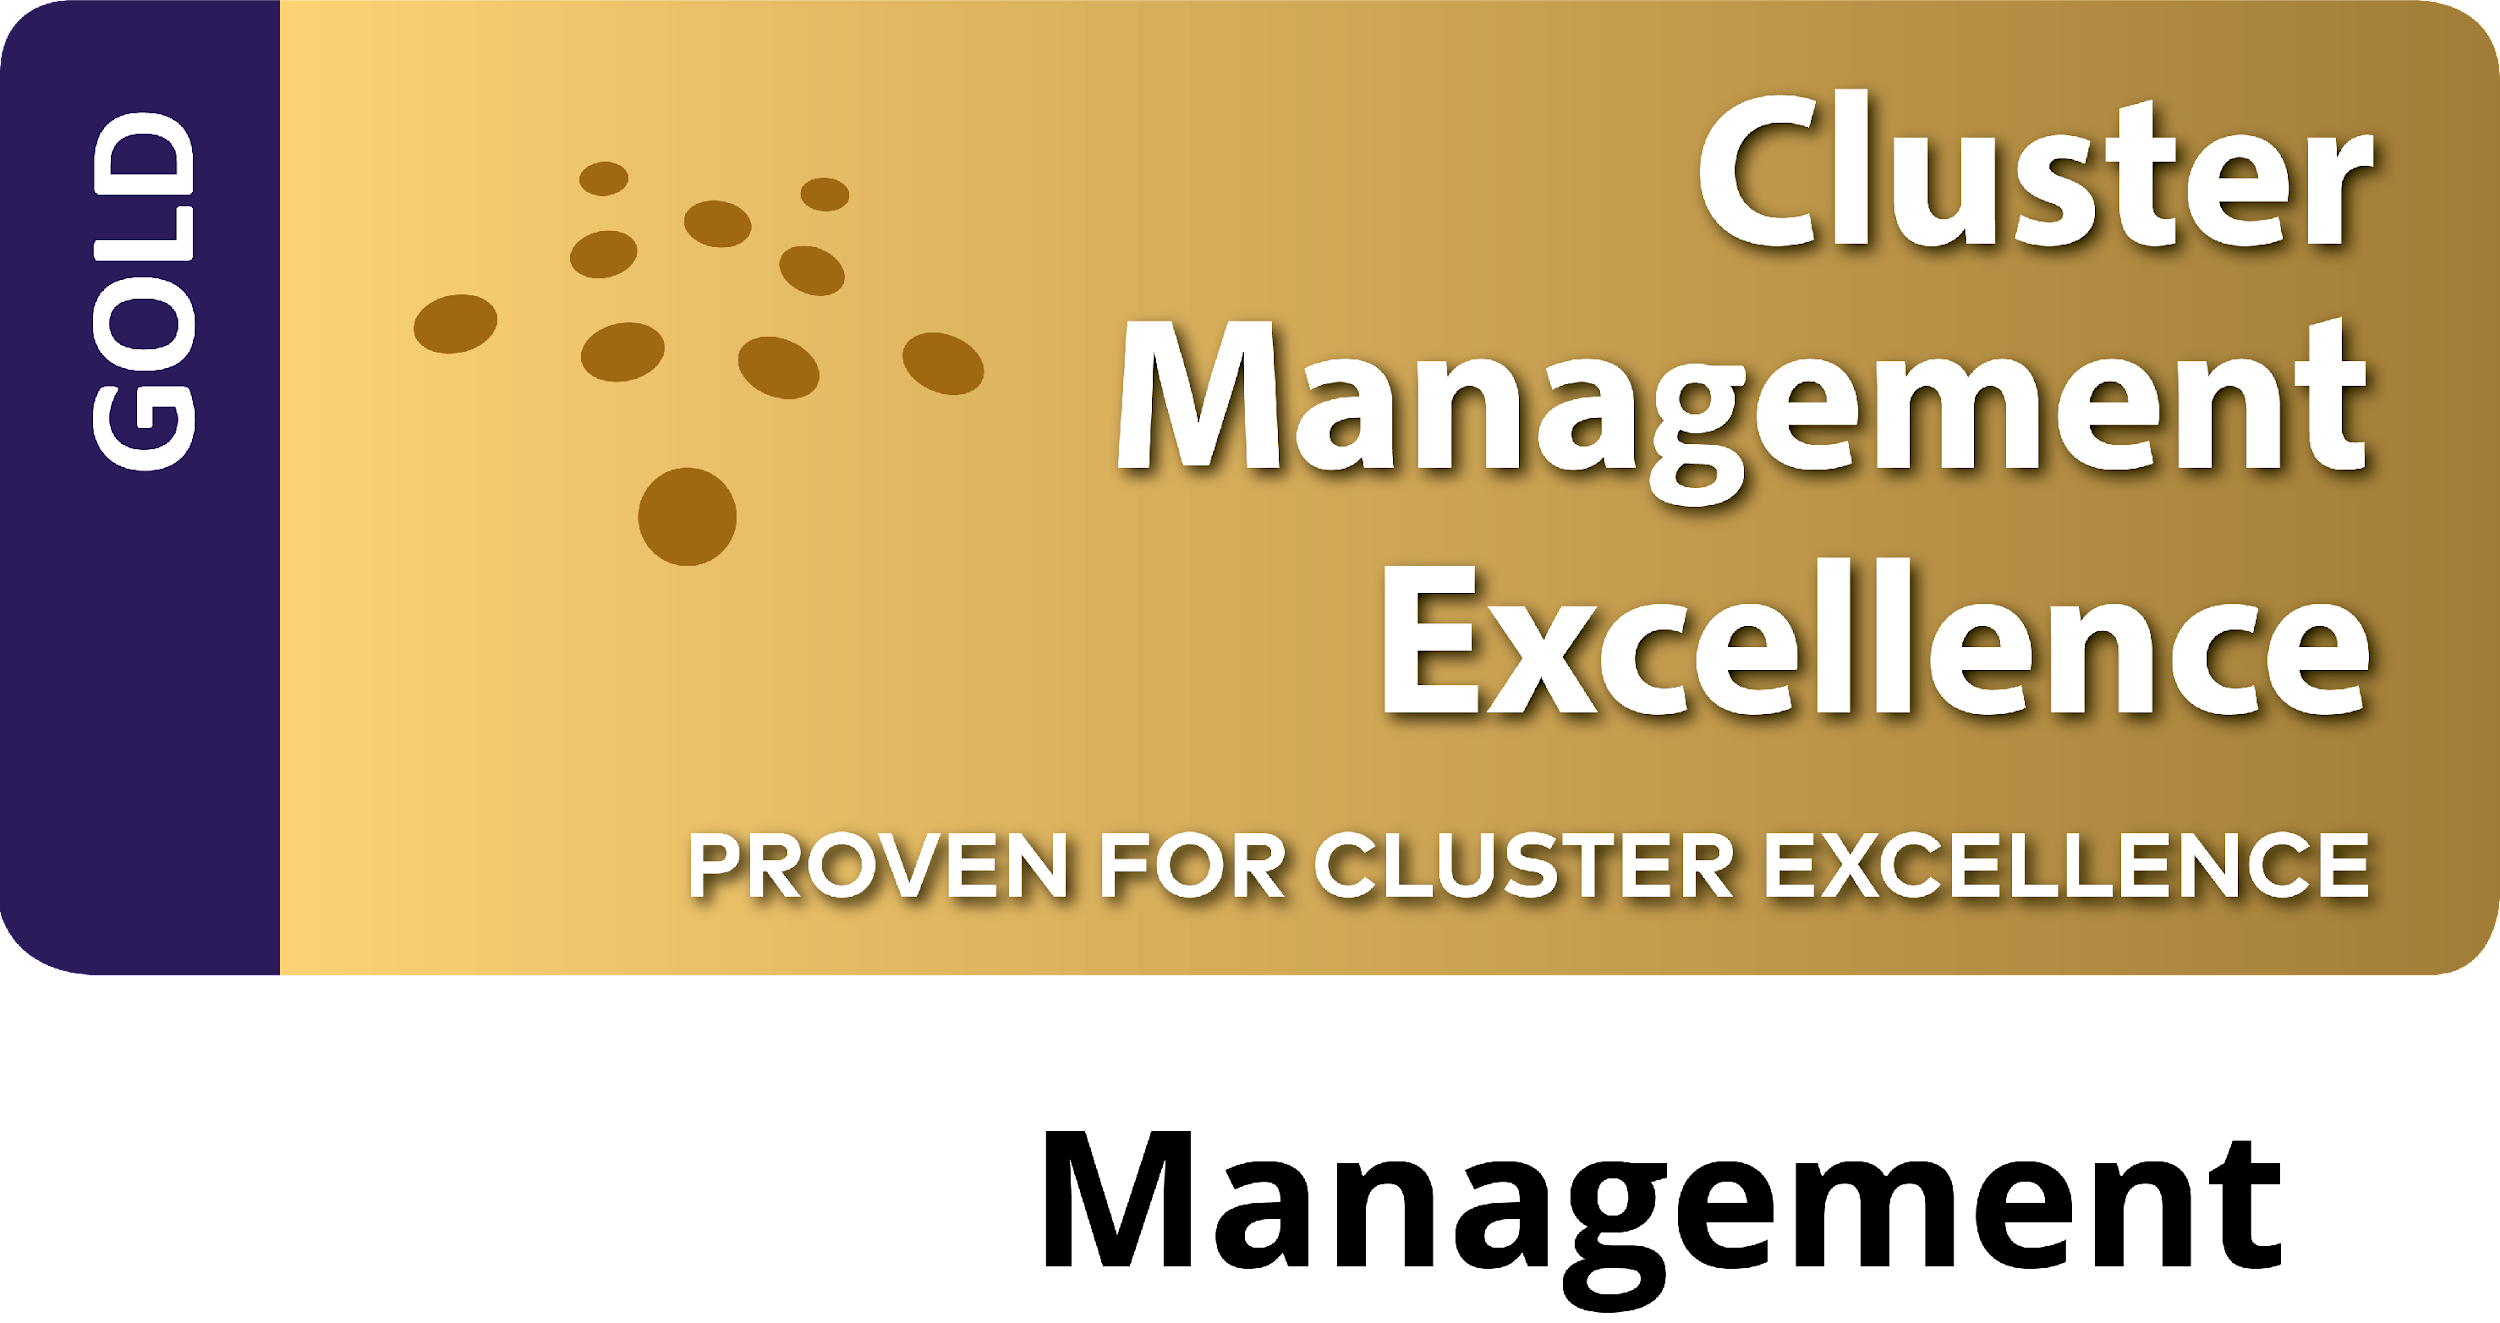 GOLD
Cluster
Management
Excellence
PROVEN FOR CLUSTER EXCELLENCE
Management